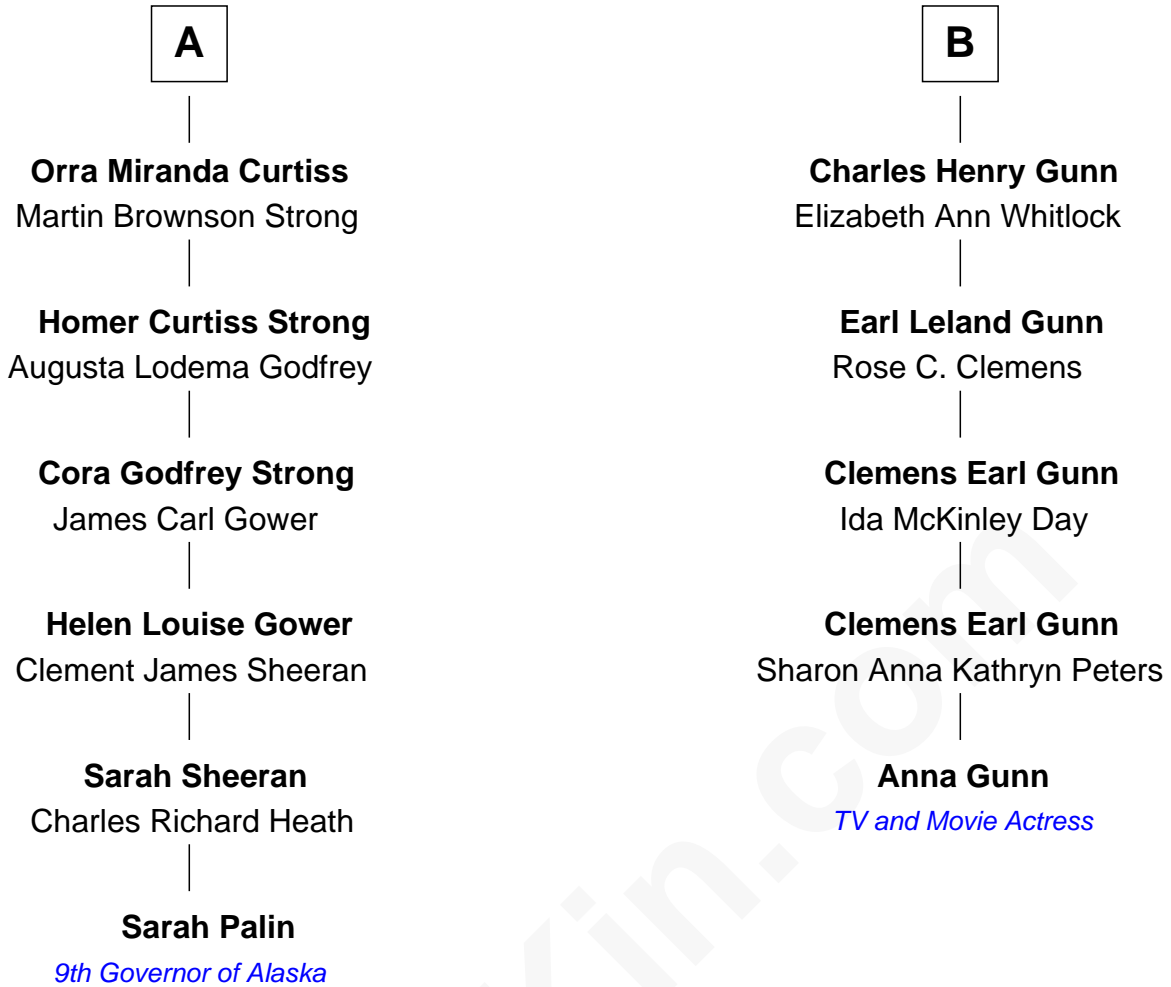 A
Orra Miranda Curtiss
Martin Brownson Strong
Homer Curtiss Strong
Augusta Lodema Godfrey
Cora Godfrey Strong
James Carl Gower
Helen Louise Gower
Clement James Sheeran
Sarah Sheeran
Charles Richard Heath
Sarah Palin
9th Governor of Alaska
B
Charles Henry Gunn
Elizabeth Ann Whitlock
Earl Leland Gunn
Rose C. Clemens
Clemens Earl Gunn
Ida McKinley Day
Clemens Earl Gunn
Sharon Anna Kathryn Peters
Anna Gunn
TV and Movie Actress